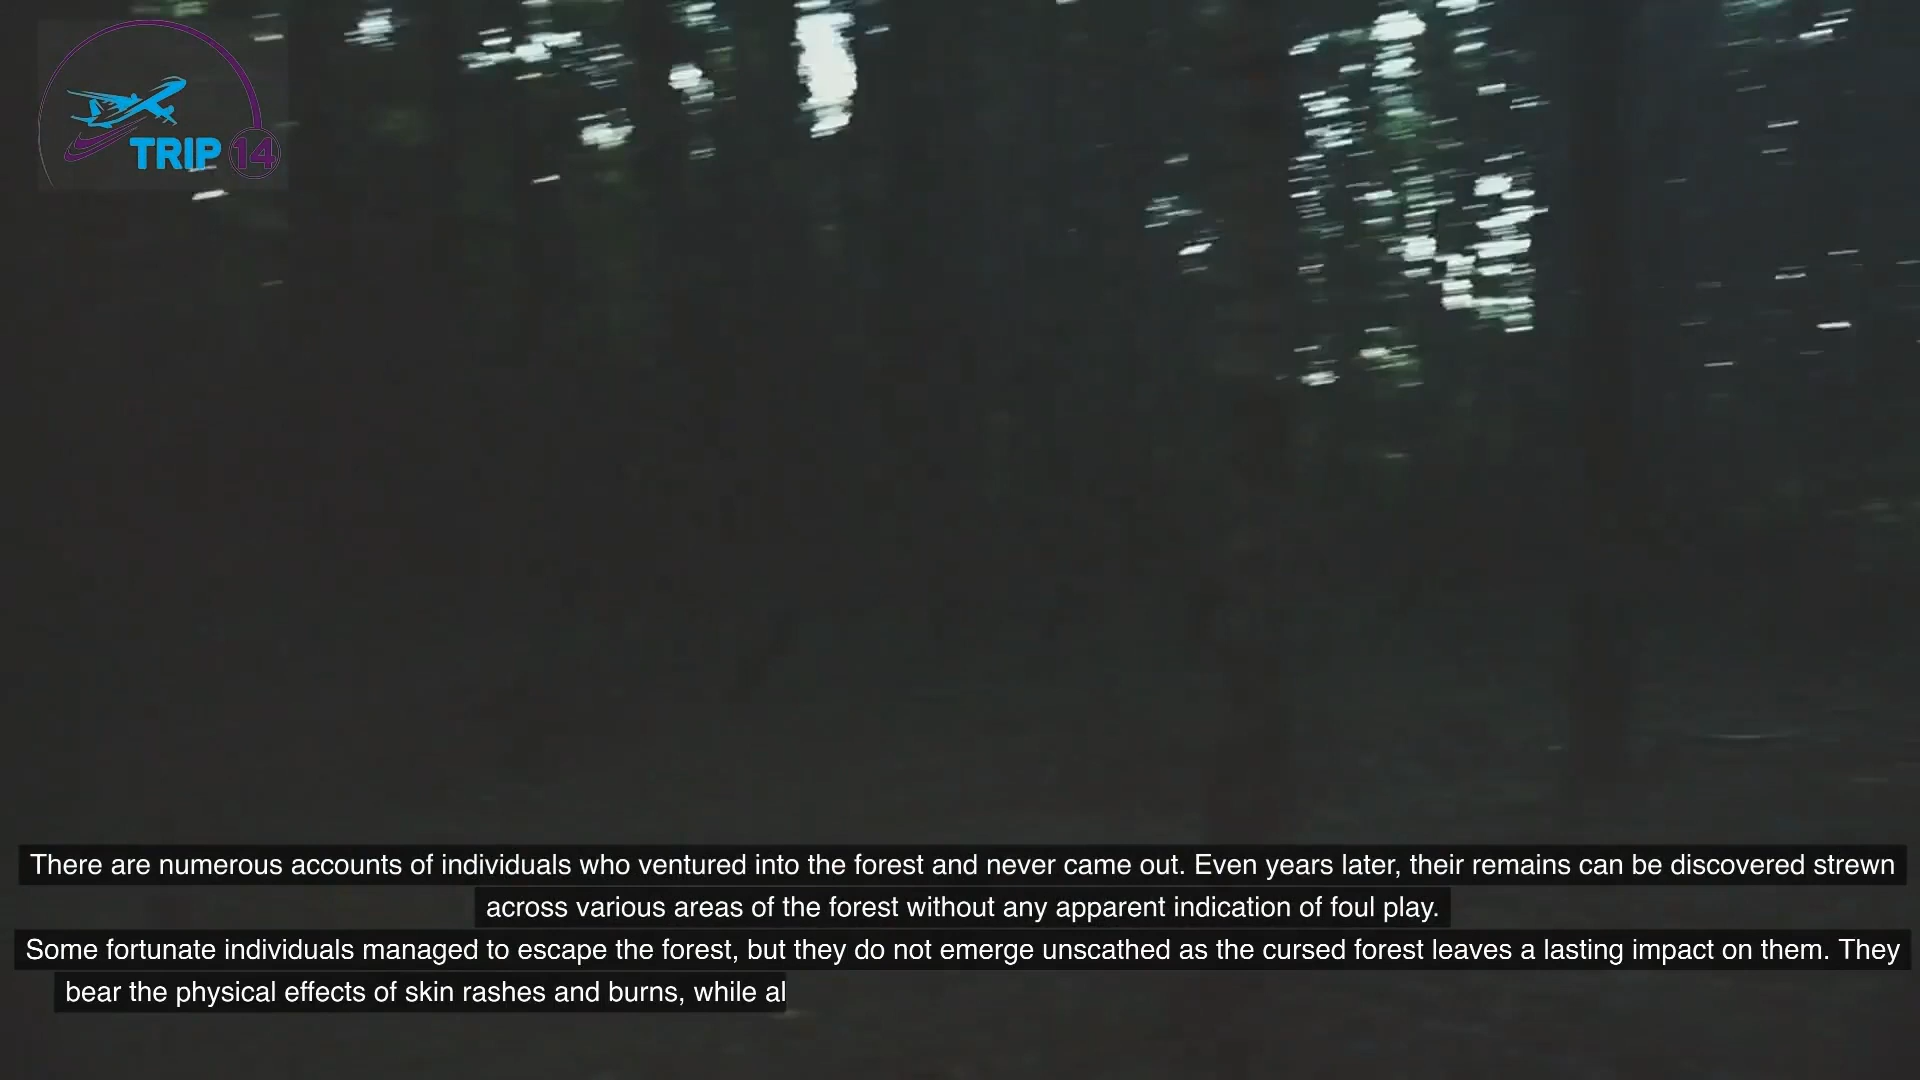 TRIP 14
There are numerous accounts of individuals who ventured into the forest and never came out. Even years later, their remains can be discovered strewn
across various areas of the forest without any apparent indication of foul play.
Some fortunate individuals managed to escape the forest, but they do not emerge unscathed as the cursed forest leaves a lasting impact on them. They
bear the physical effects of skin rashes and burns, while al